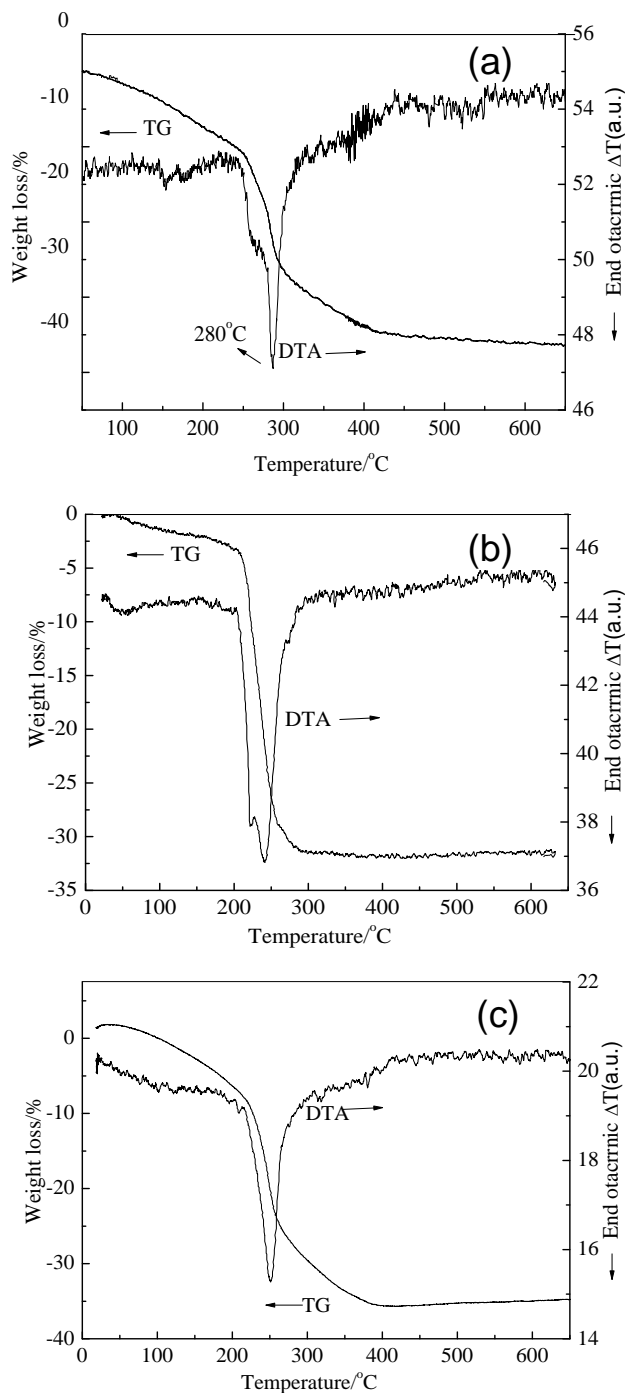 0
56
(a)
-10
54
TG
-20
52
-30
50
-40
280°C
DTA
48
46
100 200 300 400 500 600
Temperature/°C
Weight loss/%
End otacrrnic ΔT(a.u.)
0
(b)
46
TG
-5
44
-10
-15
42
DTA
-20
40
-25
38
-30
-35
36
0 100 200 300 400 500 600
Temperature/°C
Weight loss/%
End otacrrnic ΔT(a.u.)
22
(c)
0
20
DTA
-10
18
-20
16
-30
TG
-40
14
0 100 200 300 400 500 600
Temperature/°C
Weight loss/%
End otacrrnic ΔT(a.u.)